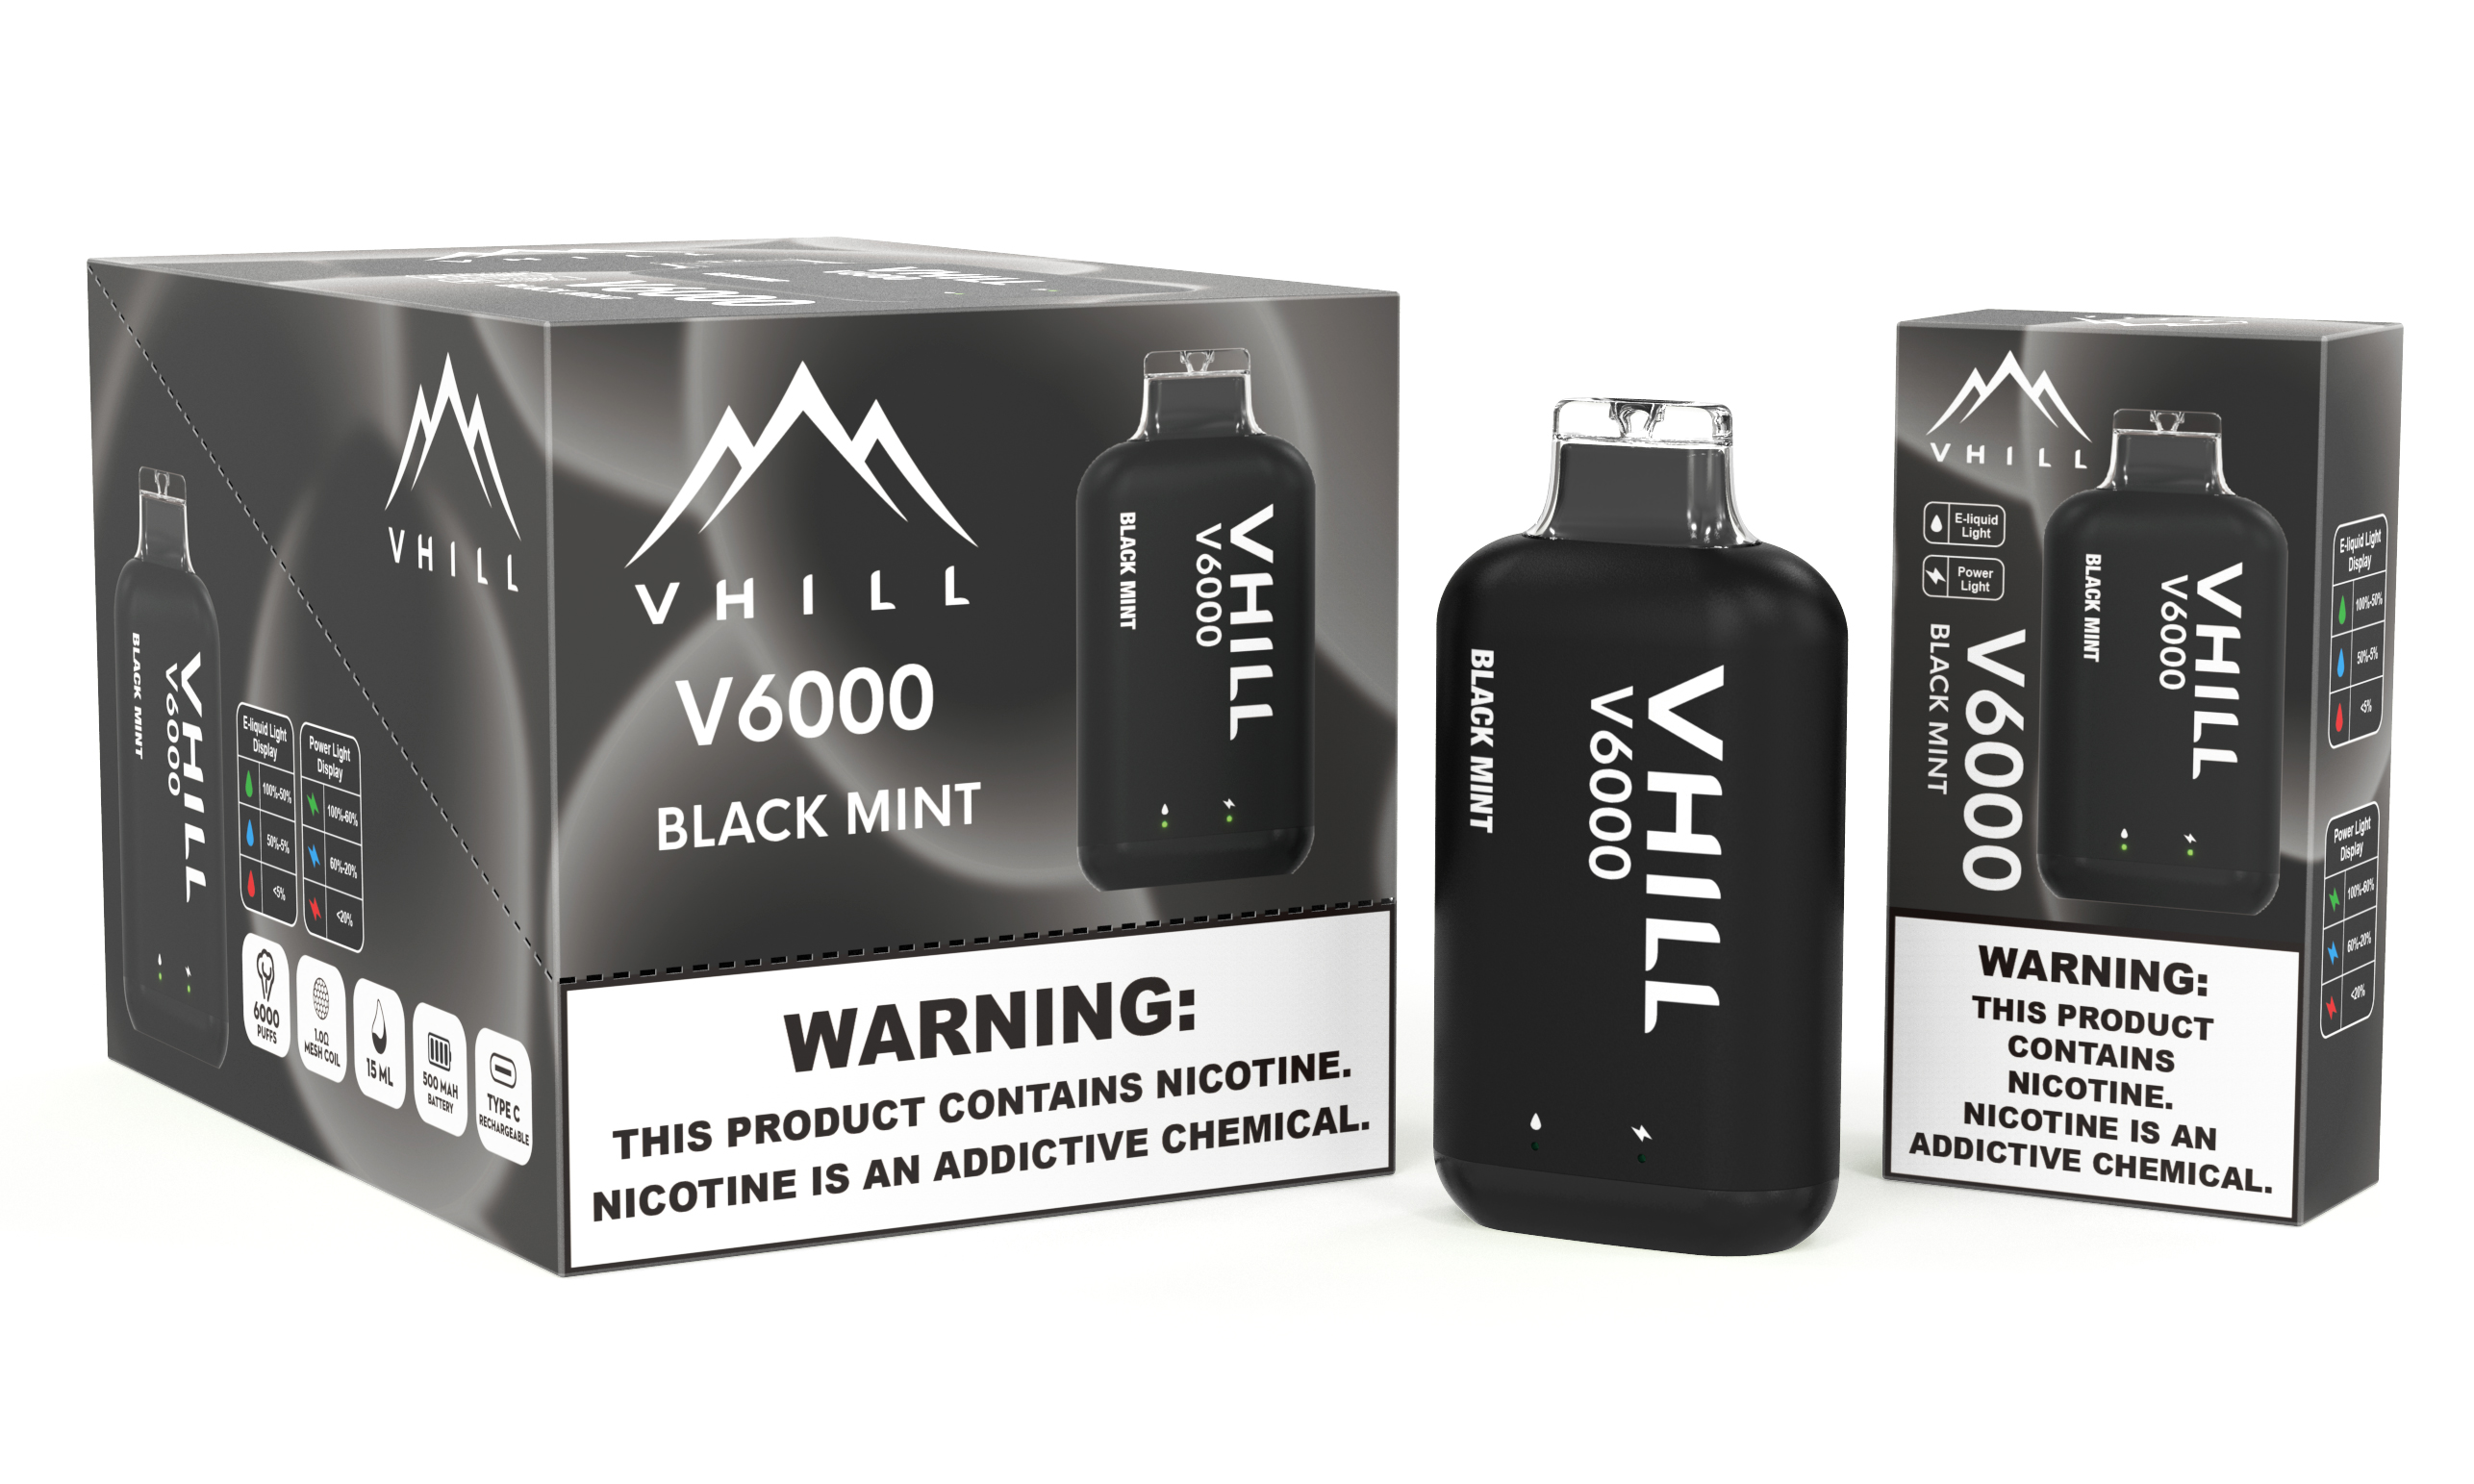 VHILL
V6000
BLACK MINT
E-liquid Light
Display
100%-50%
50%-5%
<5%
Power Light
Display
100%-60%
60%-20%
<20%
6000
PUFFS
1.0Ω
MESH COIL
15 ML
500 MAH
BATTERY
TYPE C
RECHARGEABLE
VHILL
VHILL
V6000
BLACK MINT
VHILL
V6000
BLACK MINT
WARNING:
THIS PRODUCT CONTAINS NICOTINE.
NICOTINE IS AN ADDICTIVE CHEMICAL.
V6000
VHILL
VHILL
V6000
BLACK MINT
VHILL
E-liquid
Light
Power
Light
V6000
BLACK MINT
VHILL
V6000
BLACK MINT
WARNING:
THIS PRODUCT
CONTAINS
NICOTINE.
NICOTINE IS AN
ADDICTIVE CHEMICAL.
E-liquid Light
Display
100%-50%
50%-5%
<5%
Power Light
Display
100%-60%
60%-20%
<20%